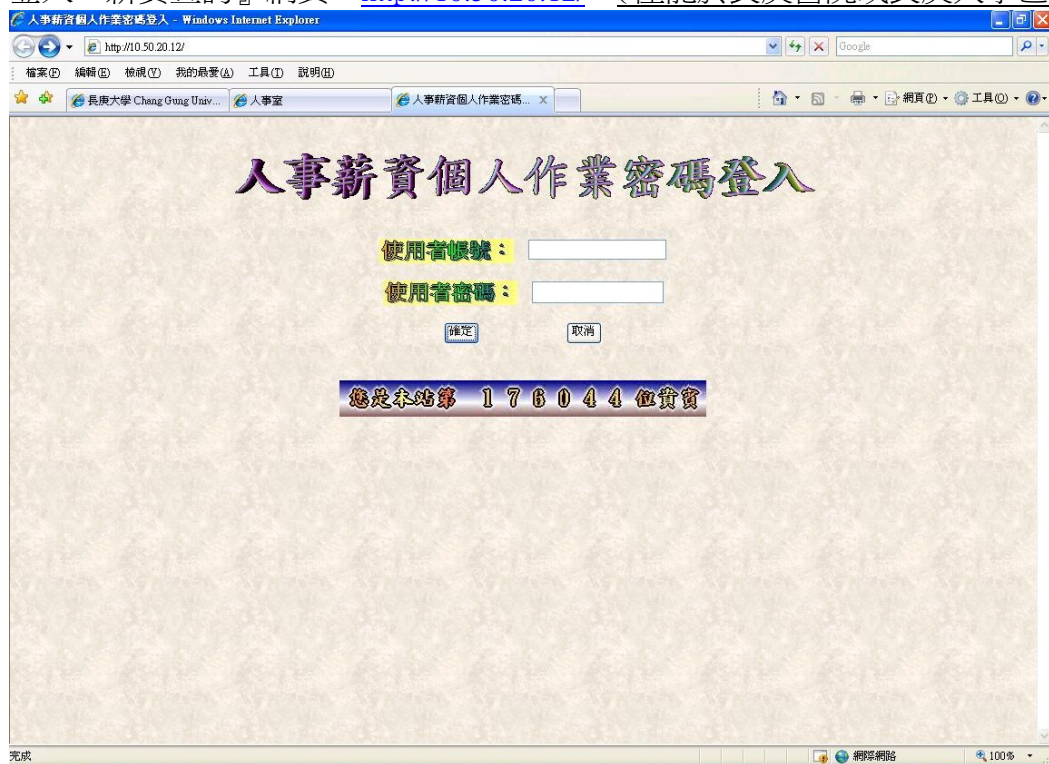 http://10.50.20.12/
人事薪資個人作業密碼登入 - Windows Internet Explorer
http://10.50.20.12/ Google
檔案(F) 編輯(E) 檢視(V) 我的最愛(A) 工具(T) 說明(H)
長庚大學 Chang Gung Univ... 人事室 人事薪資個人作業密碼... X 網頁(P) 工具(O)
人事薪資個人作業密碼登入
使用者帳號：
使用者密碼：
確定 取消
您是本站第 176044 位貴賓
完成 網際網路 100%